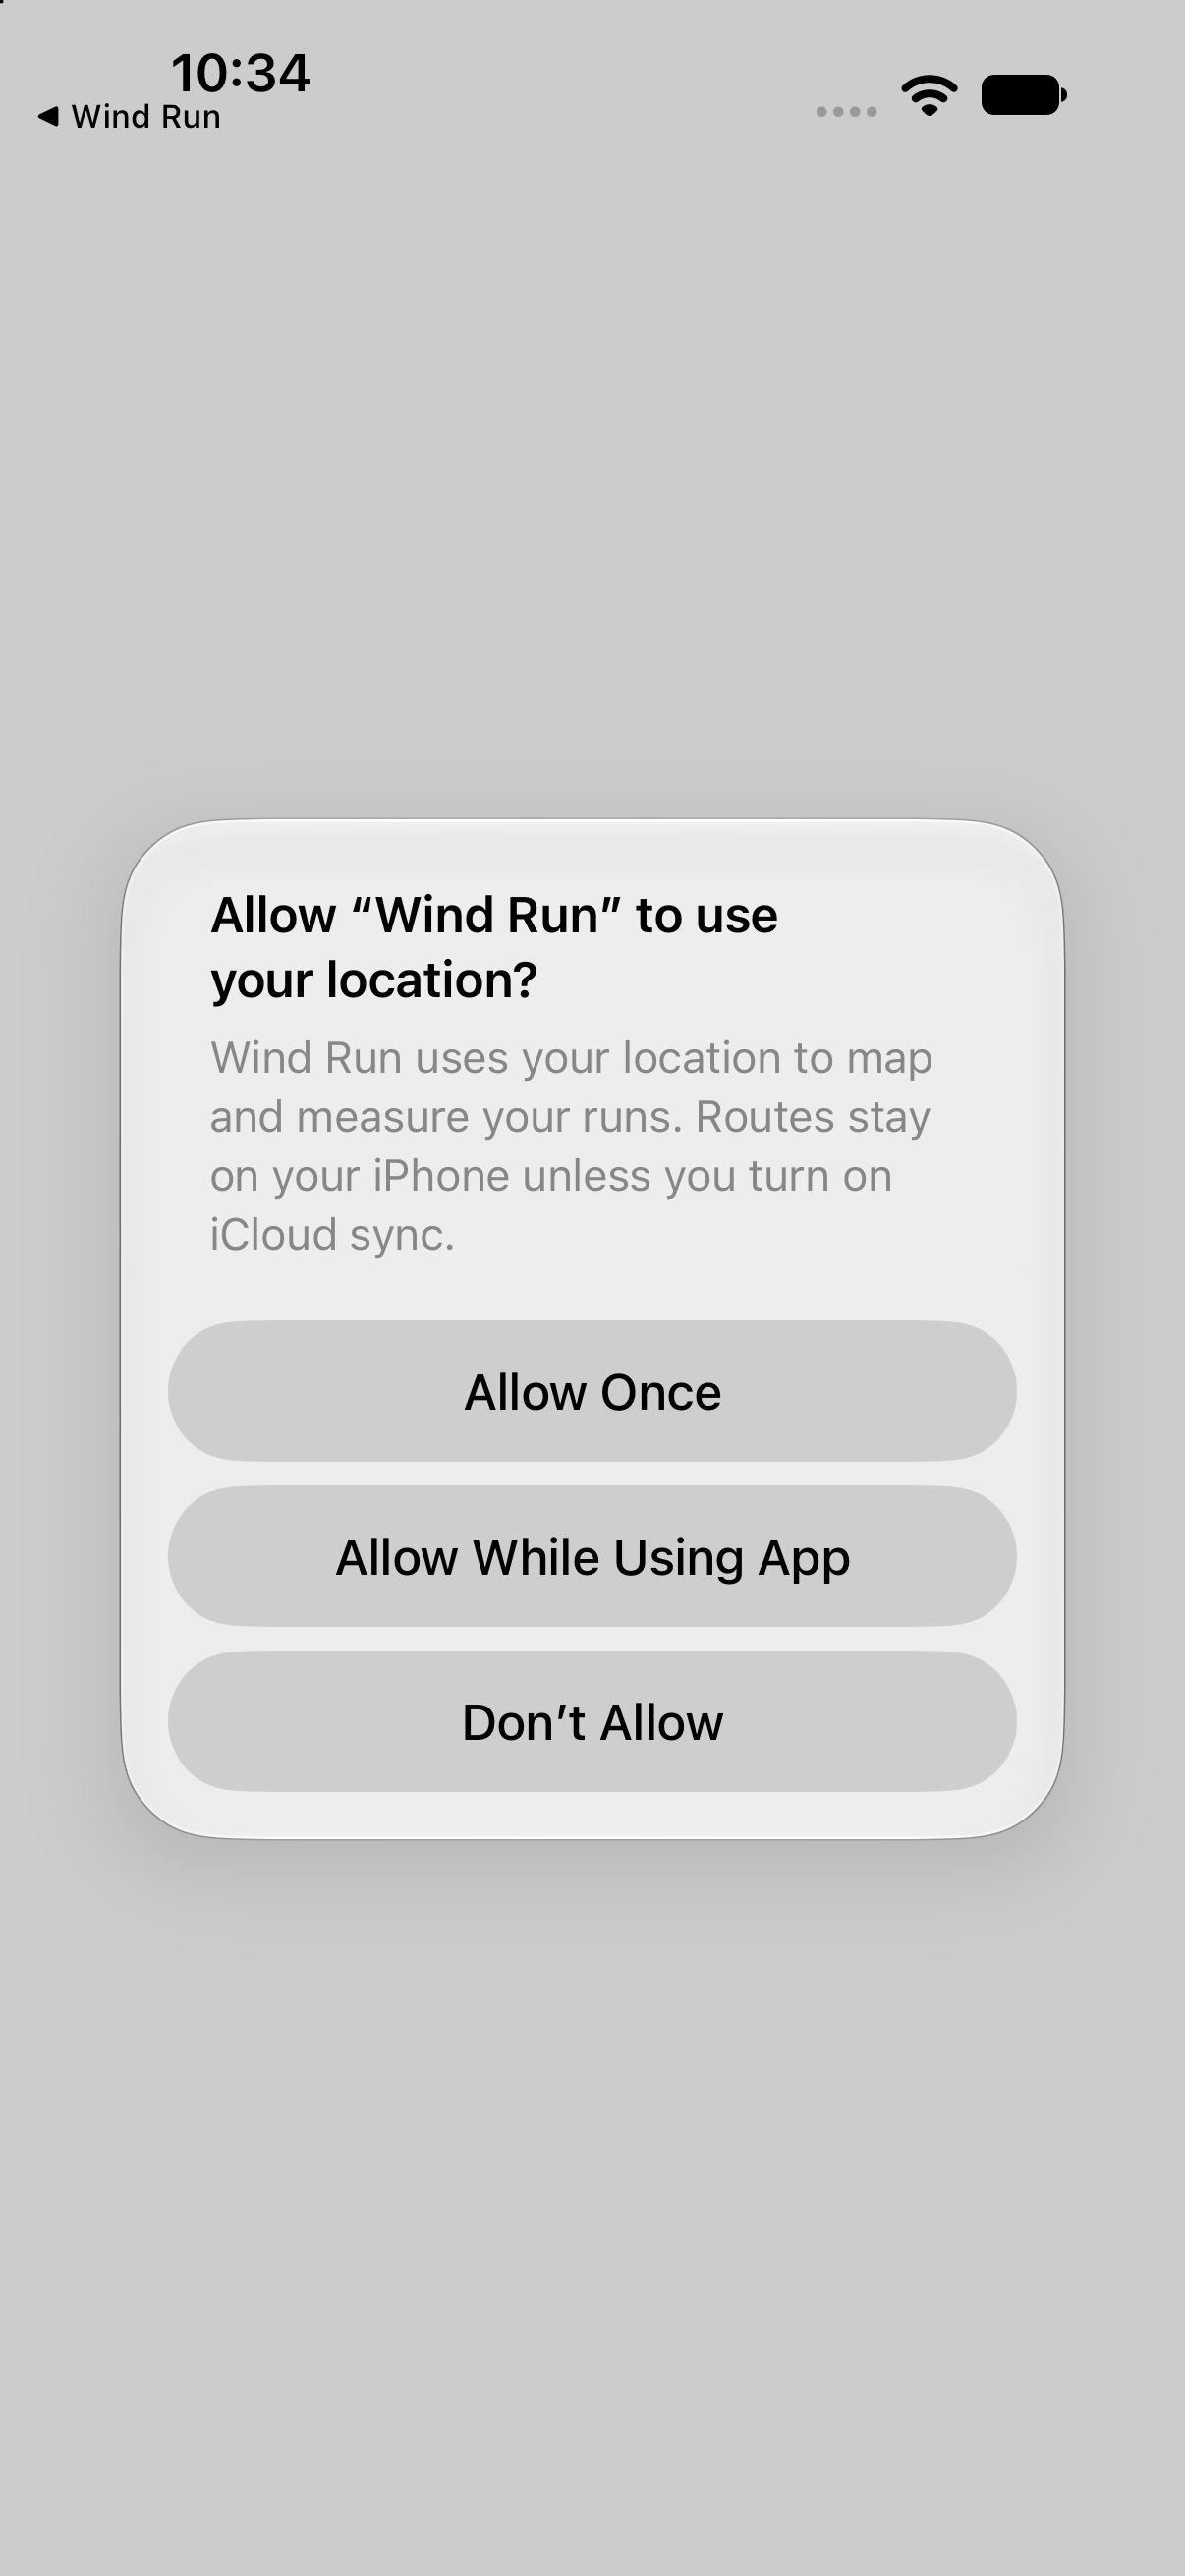 10:34
◀ Wind Run
Allow “Wind Run” to use
your location?
Wind Run uses your location to map
and measure your runs. Routes stay
on your iPhone unless you turn on
iCloud sync.
Allow Once
Allow While Using App
Don’t Allow